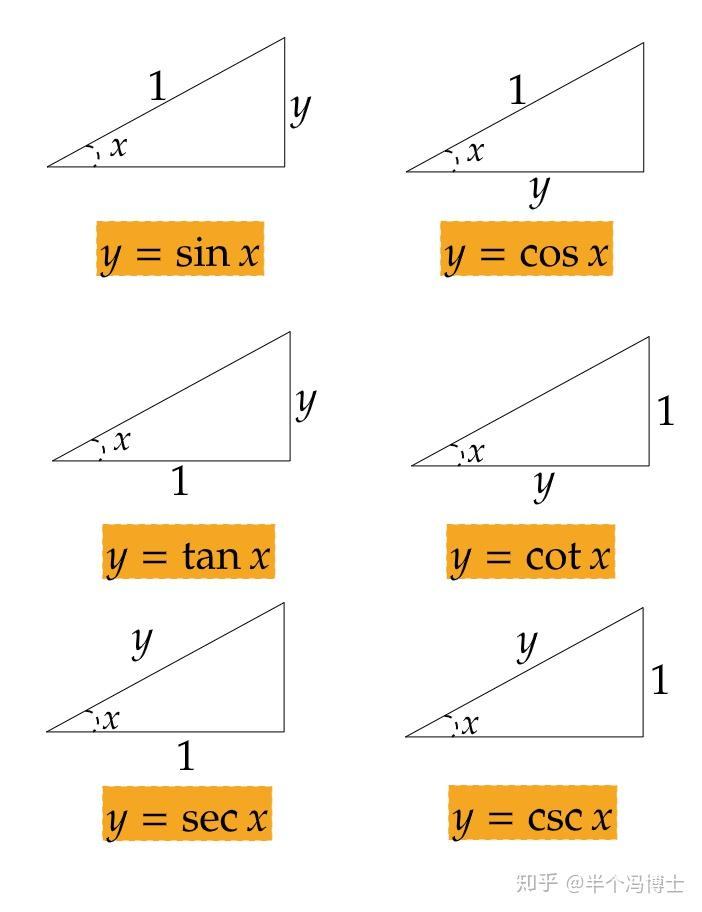 1
y
x
y = sin x
1
x
y
y = cos x
y
x
1
y = tan x
1
x
y
y = cot x
y
x
1
y = sec x
y
1
x
y = csc x
知乎 @半个冯博士